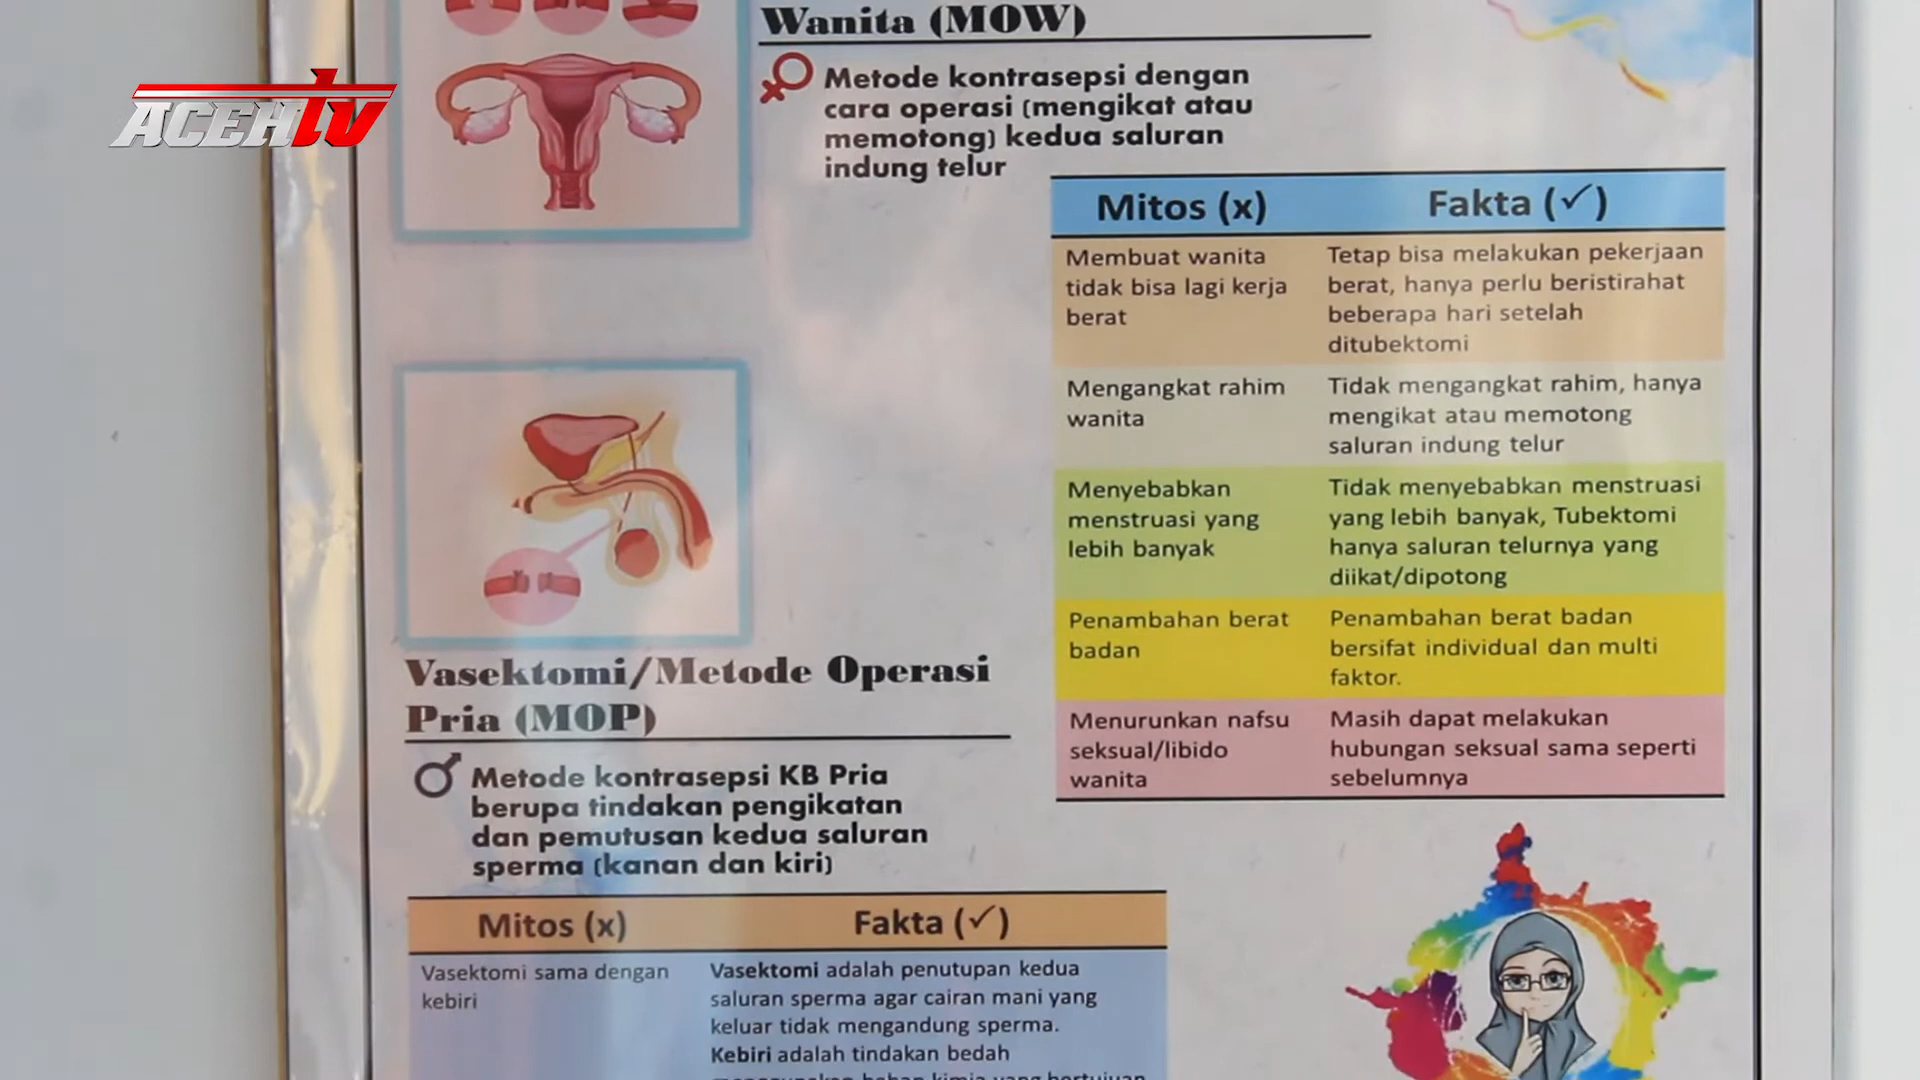 ACEHtv
Wanita (MOW)
Metode kontrasepsi dengan
cara operasi (mengikat atau
memotong) kedua saluran
indung telur
Mitos (x) Fakta (✓)
Membuat wanita
tidak bisa lagi kerja
berat
Tetap bisa melakukan pekerjaan
berat, hanya perlu beristirahat
beberapa hari setelah
ditubektomi
Mengangkat rahim
wanita
Tidak mengangkat rahim, hanya
mengikat atau memotong
saluran indung telur
Menyebabkan
menstruasi yang
lebih banyak
Tidak menyebabkan menstruasi
yang lebih banyak, Tubektomi
hanya saluran telurnya yang
diikat/dipotong
Penambahan berat
badan
Penambahan berat badan
bersifat individual dan multi
faktor.
Menurunkan nafsu
seksual/libido
wanita
Masih dapat melakukan
hubungan seksual sama seperti
sebelumnya
Vasektomi/Metode Operasi
Pria (MOP)
Metode kontrasepsi KB Pria
berupa tindakan pengikatan
dan pemutusan kedua saluran
sperma (kanan dan kiri)
Mitos (x) Fakta (✓)
Vasektomi sama dengan
kebiri
Vasektomi adalah penutupan kedua
saluran sperma agar cairan mani yang
keluar tidak mengandung sperma.
Kebiri adalah tindakan bedah